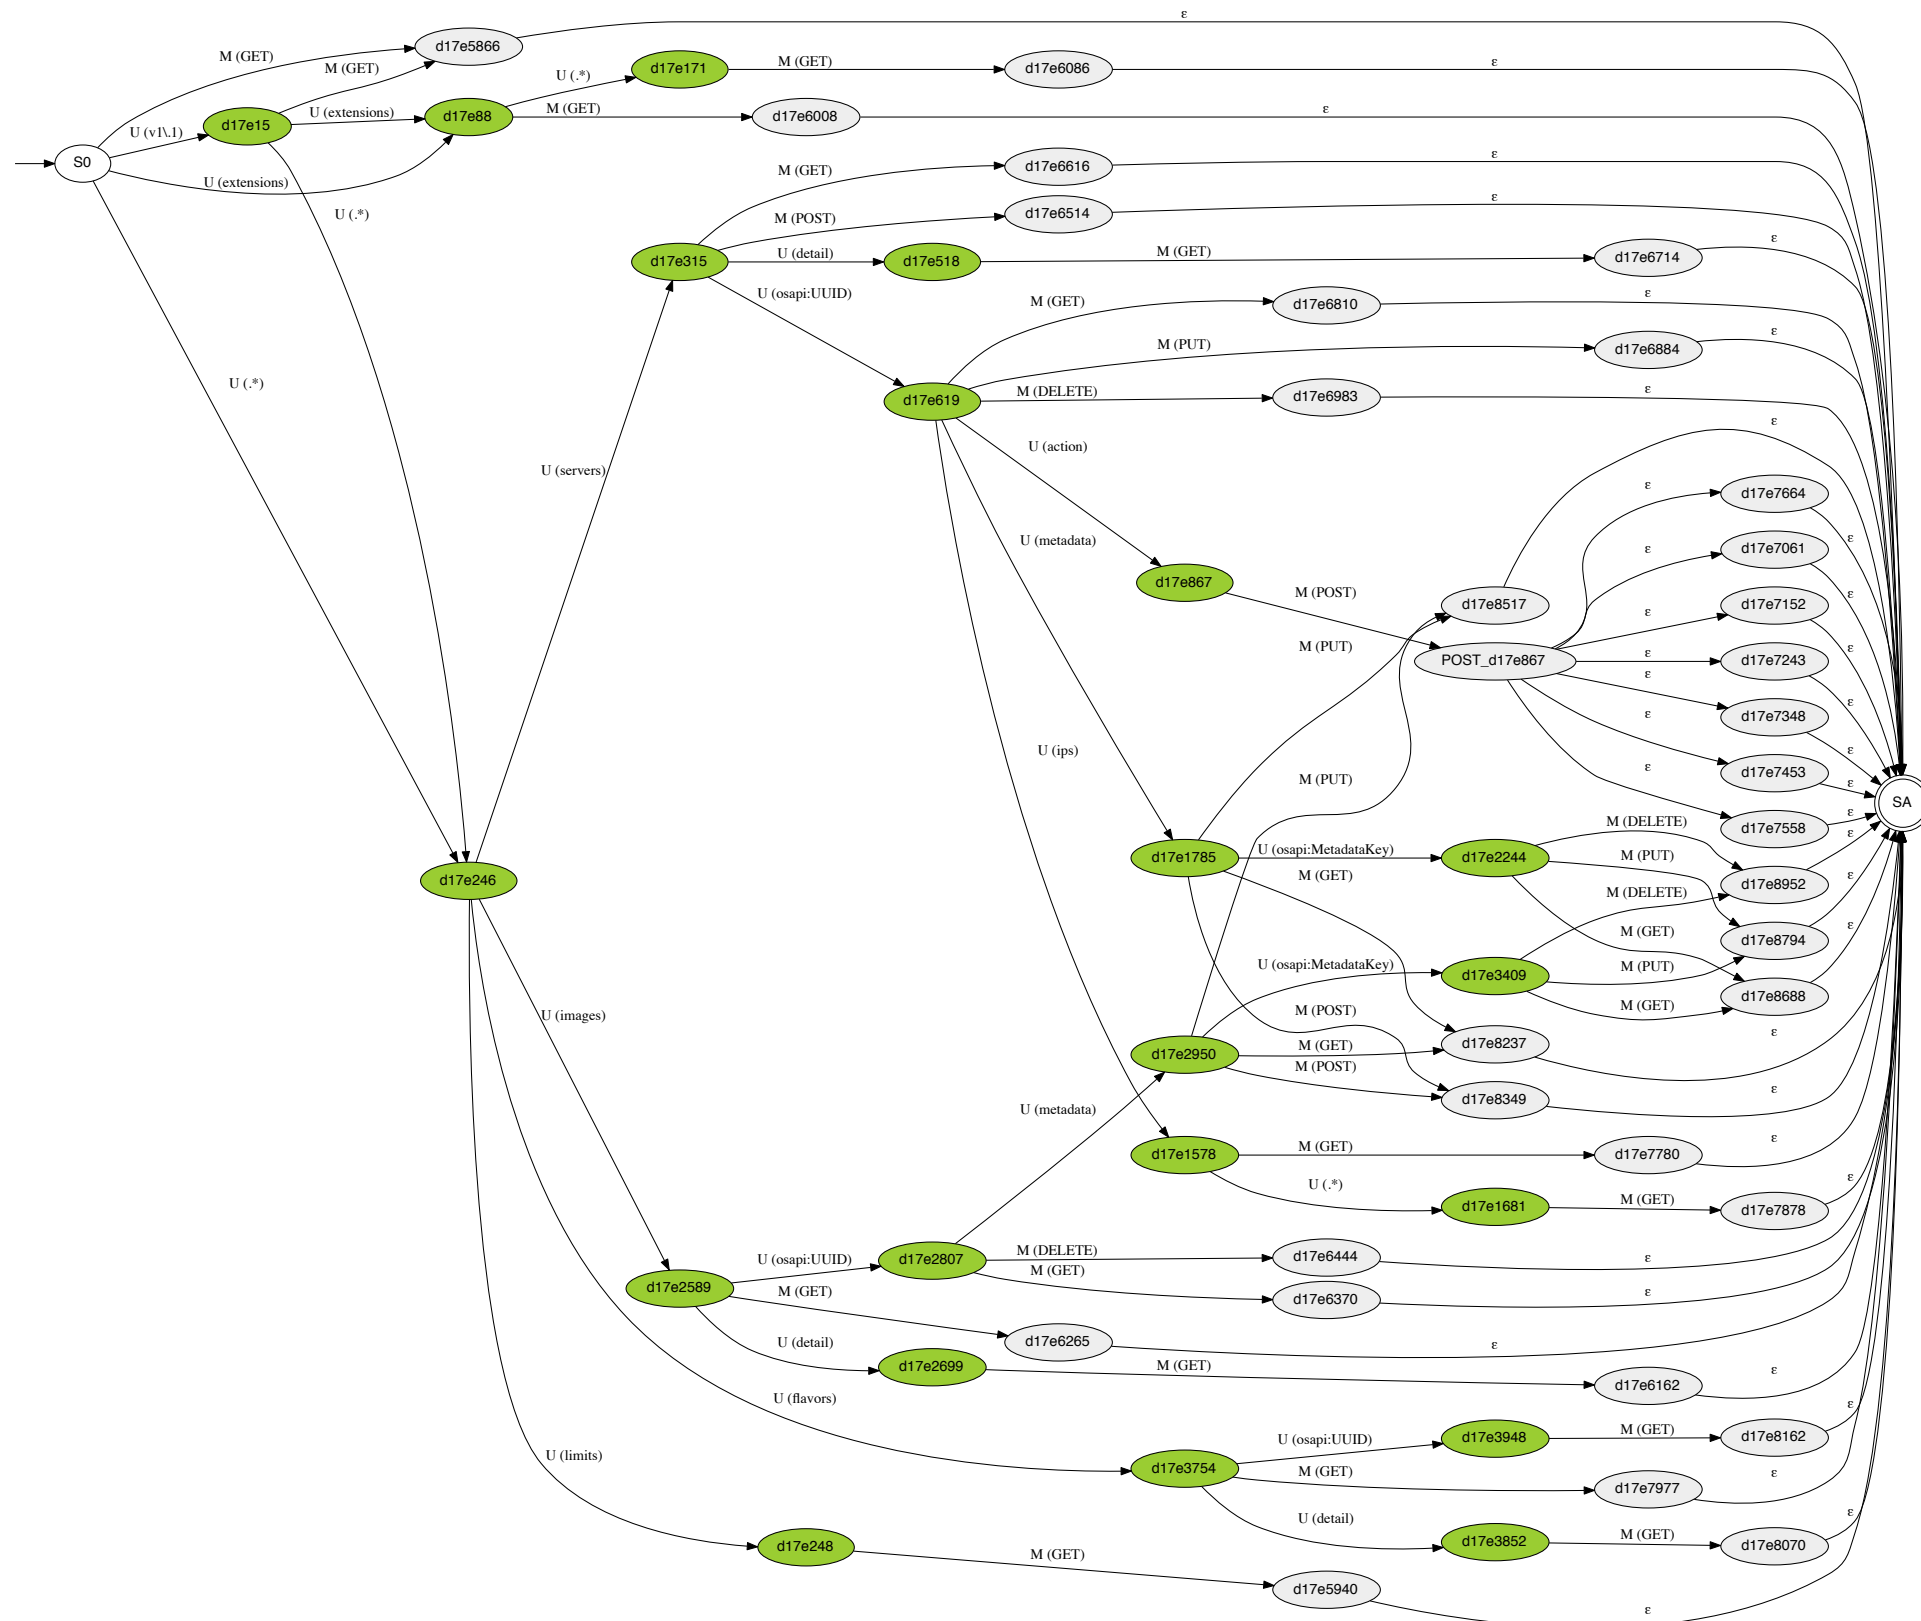 ε
d17e5866
M (GET)
M (GET)
U (.*)
d17e171
M (GET)
d17e6086
ε
U (extensions)
d17e88
M (GET)
d17e6008
ε
d17e15
U (v1\.1)
S0
U (extensions)
U (.*)
U (.*)
M (GET)
d17e6616
ε
M (POST)
d17e6514
ε
d17e315
U (detail)
d17e518
M (GET)
d17e6714
ε
U (osapi:UUID)
M (GET)
d17e6810
ε
M (PUT)
d17e6884
ε
d17e619
M (DELETE)
d17e6983
ε
U (servers)
U (action)
ε
U (metadata)
d17e867
M (POST)
d17e8517
M (PUT)
POST_d17e867
ε
d17e7664
ε
ε
d17e7061
ε
ε
d17e7152
ε
ε
d17e7243
ε
ε
d17e7348
ε
ε
d17e7453
ε
ε
d17e7558
ε
SA
U (ips)
M (PUT)
d17e1785
U (osapi:MetadataKey)
M (GET)
d17e2244
M (DELETE)
M (PUT)
M (DELETE)
d17e8952
ε
d17e246
M (GET)
d17e8794
ε
U (osapi:MetadataKey)
d17e3409
M (PUT)
M (GET)
d17e8688
ε
U (images)
M (POST)
d17e2950
M (GET)
d17e8237
ε
M (POST)
d17e8349
ε
U (metadata)
d17e1578
M (GET)
d17e7780
ε
U (.*)
d17e1681
M (GET)
d17e7878
ε
d17e2589
U (osapi:UUID)
d17e2807
M (DELETE)
d17e6444
ε
M (GET)
d17e6370
ε
M (GET)
d17e6265
ε
U (detail)
d17e2699
M (GET)
d17e6162
ε
U (flavors)
U (limits)
d17e3754
U (osapi:UUID)
d17e3948
M (GET)
d17e8162
ε
M (GET)
d17e7977
ε
U (detail)
d17e3852
M (GET)
d17e8070
ε
d17e248
M (GET)
d17e5940
ε